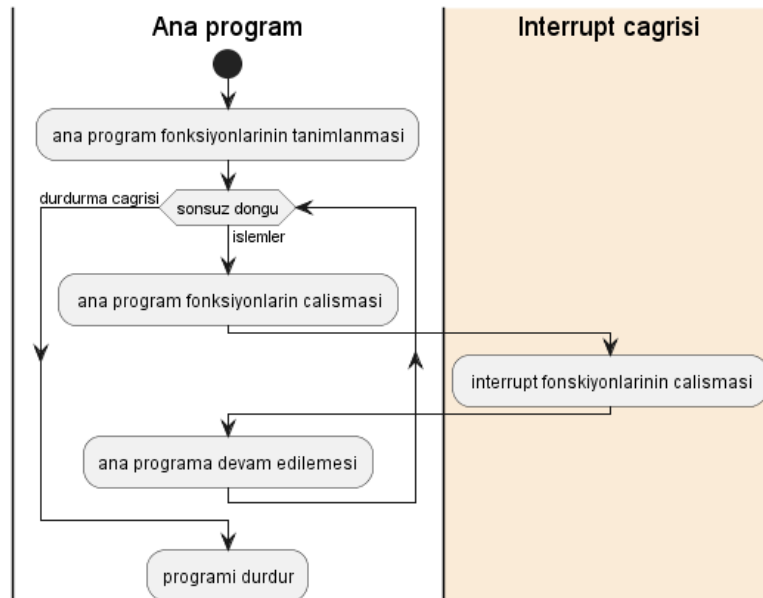 Ana program
Interrupt cagrisi
ana program fonksiyonlarinin tanimlanmasi
durdurma cagrisi
sonsuz dongu
islemler
ana program fonksiyonlarin calismasi
interrupt fonskiyonlarinin calismasi
ana programa devam edilemesi
programi durdur